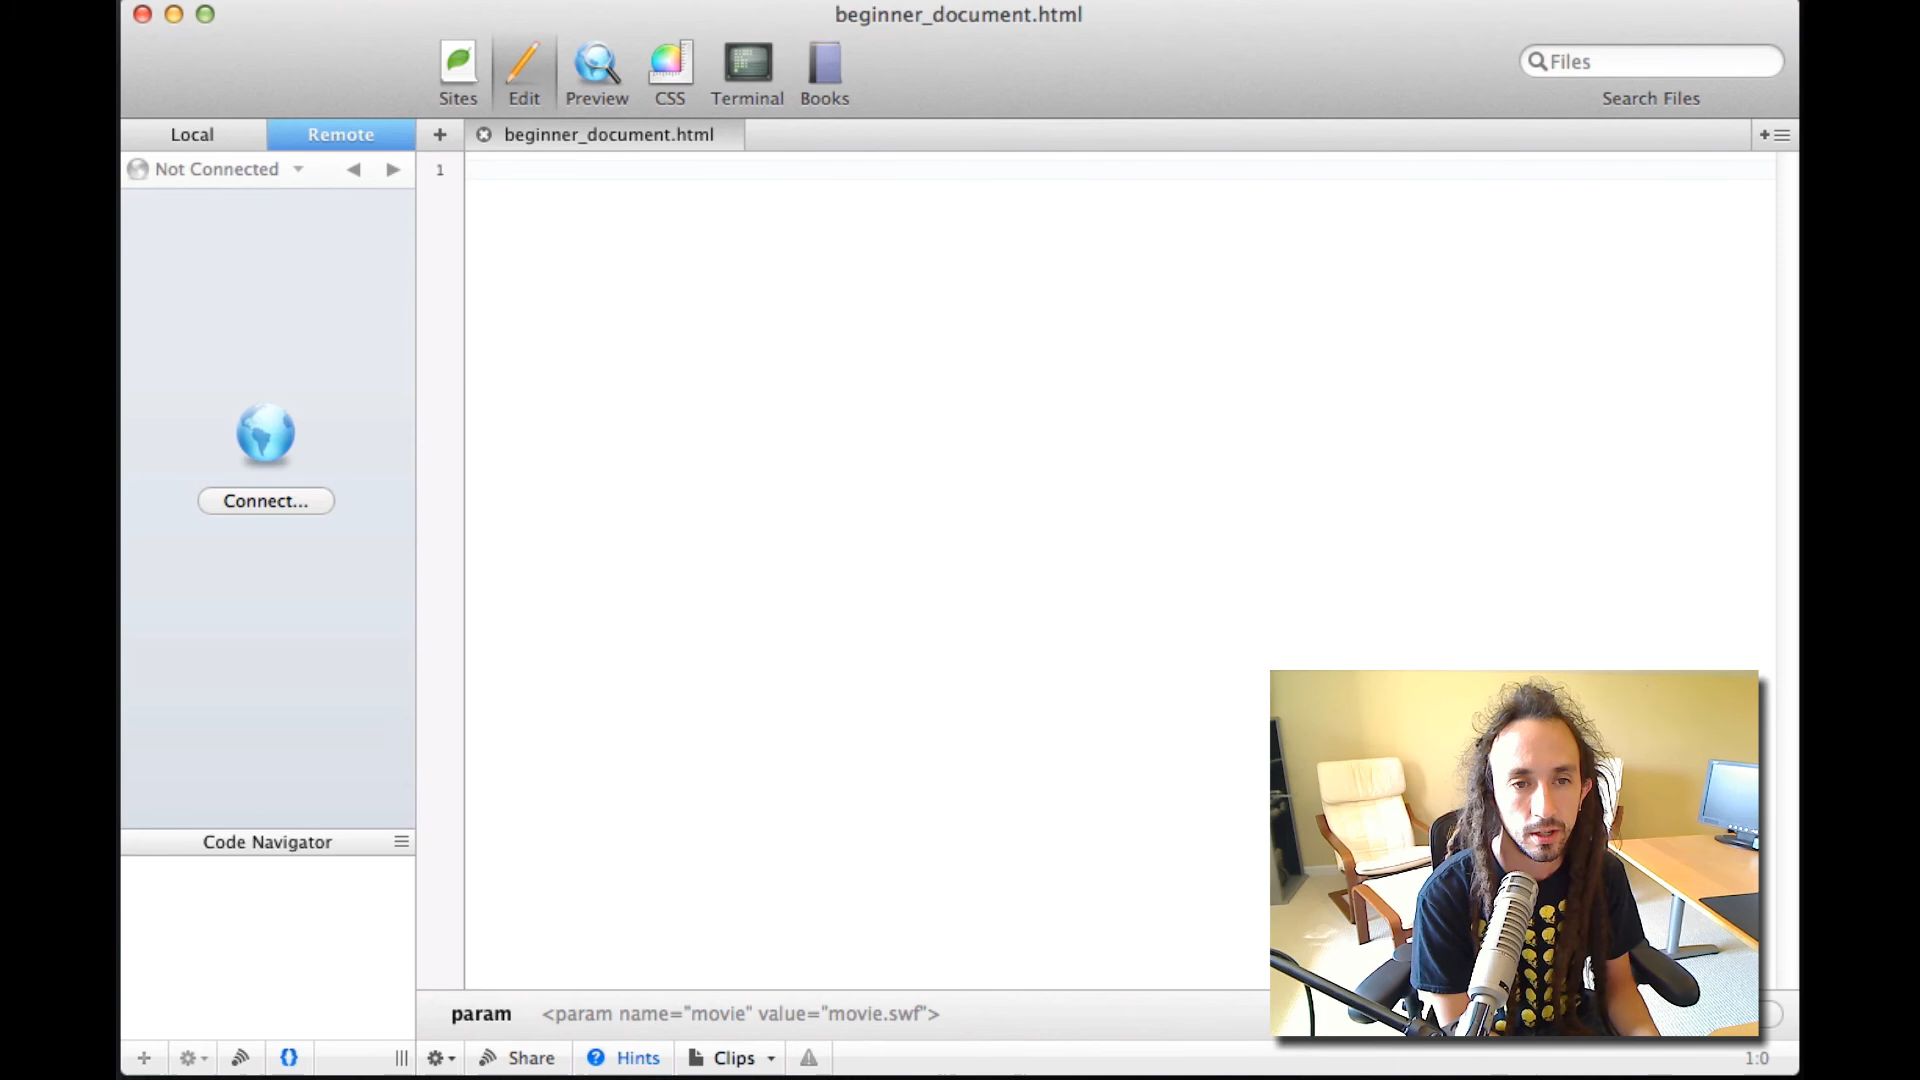 beginner_document.html
Sites Edit Preview CSS Terminal Books
Files
Search Files
Local Remote + beginner_document.html
Not Connected
1
Connect...
Code Navigator
param <param name="movie" value="movie.swf">
Share Hints Clips 1:0